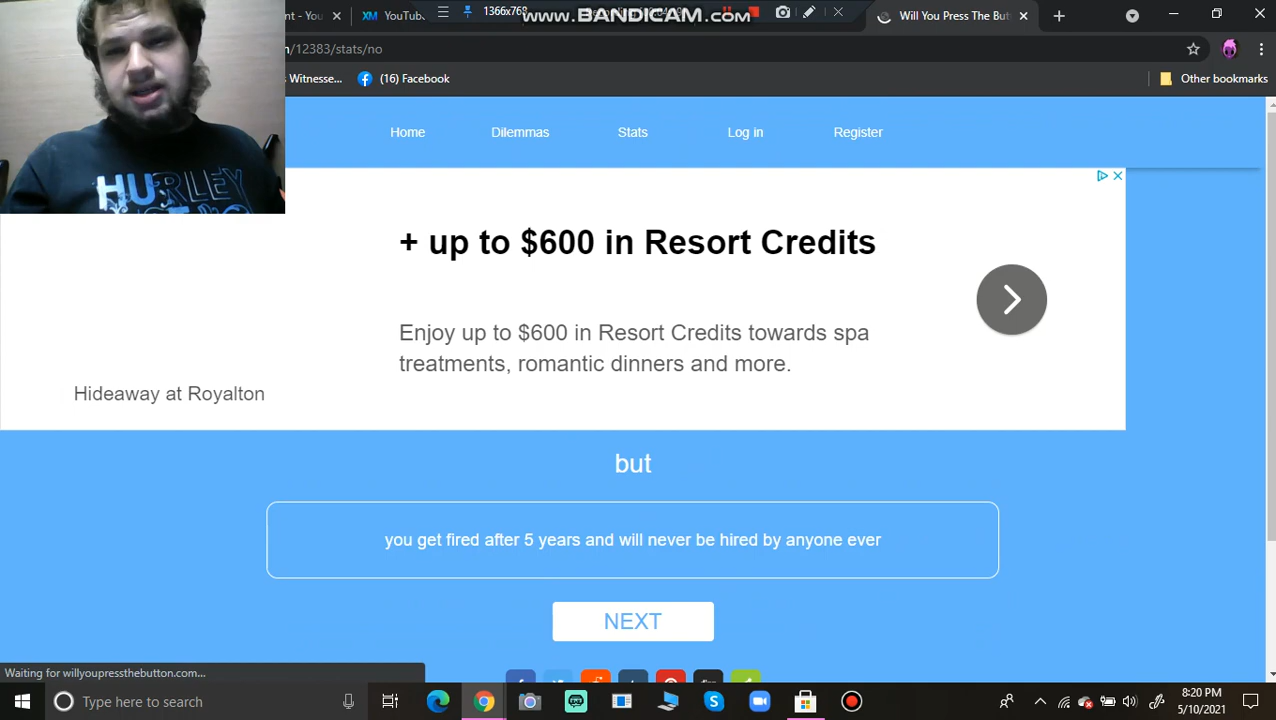 nt - You
YouTub
1366x768
www.BANDICAM.com
Will You Press The But
n/12383/stats/no
s Witnesse...
(16) Facebook
Other bookmarks
Home
Dilemmas
Stats
Log in
Register
HURLEY
+ up to $600 in Resort Credits
Enjoy up to $600 in Resort Credits towards spa
treatments, romantic dinners and more.
Hideaway at Royalton
but
you get fired after 5 years and will never be hired by anyone ever
NEXT
Waiting for willyoupressthebutton.com...
Type here to search
8:20 PM
5/10/2021